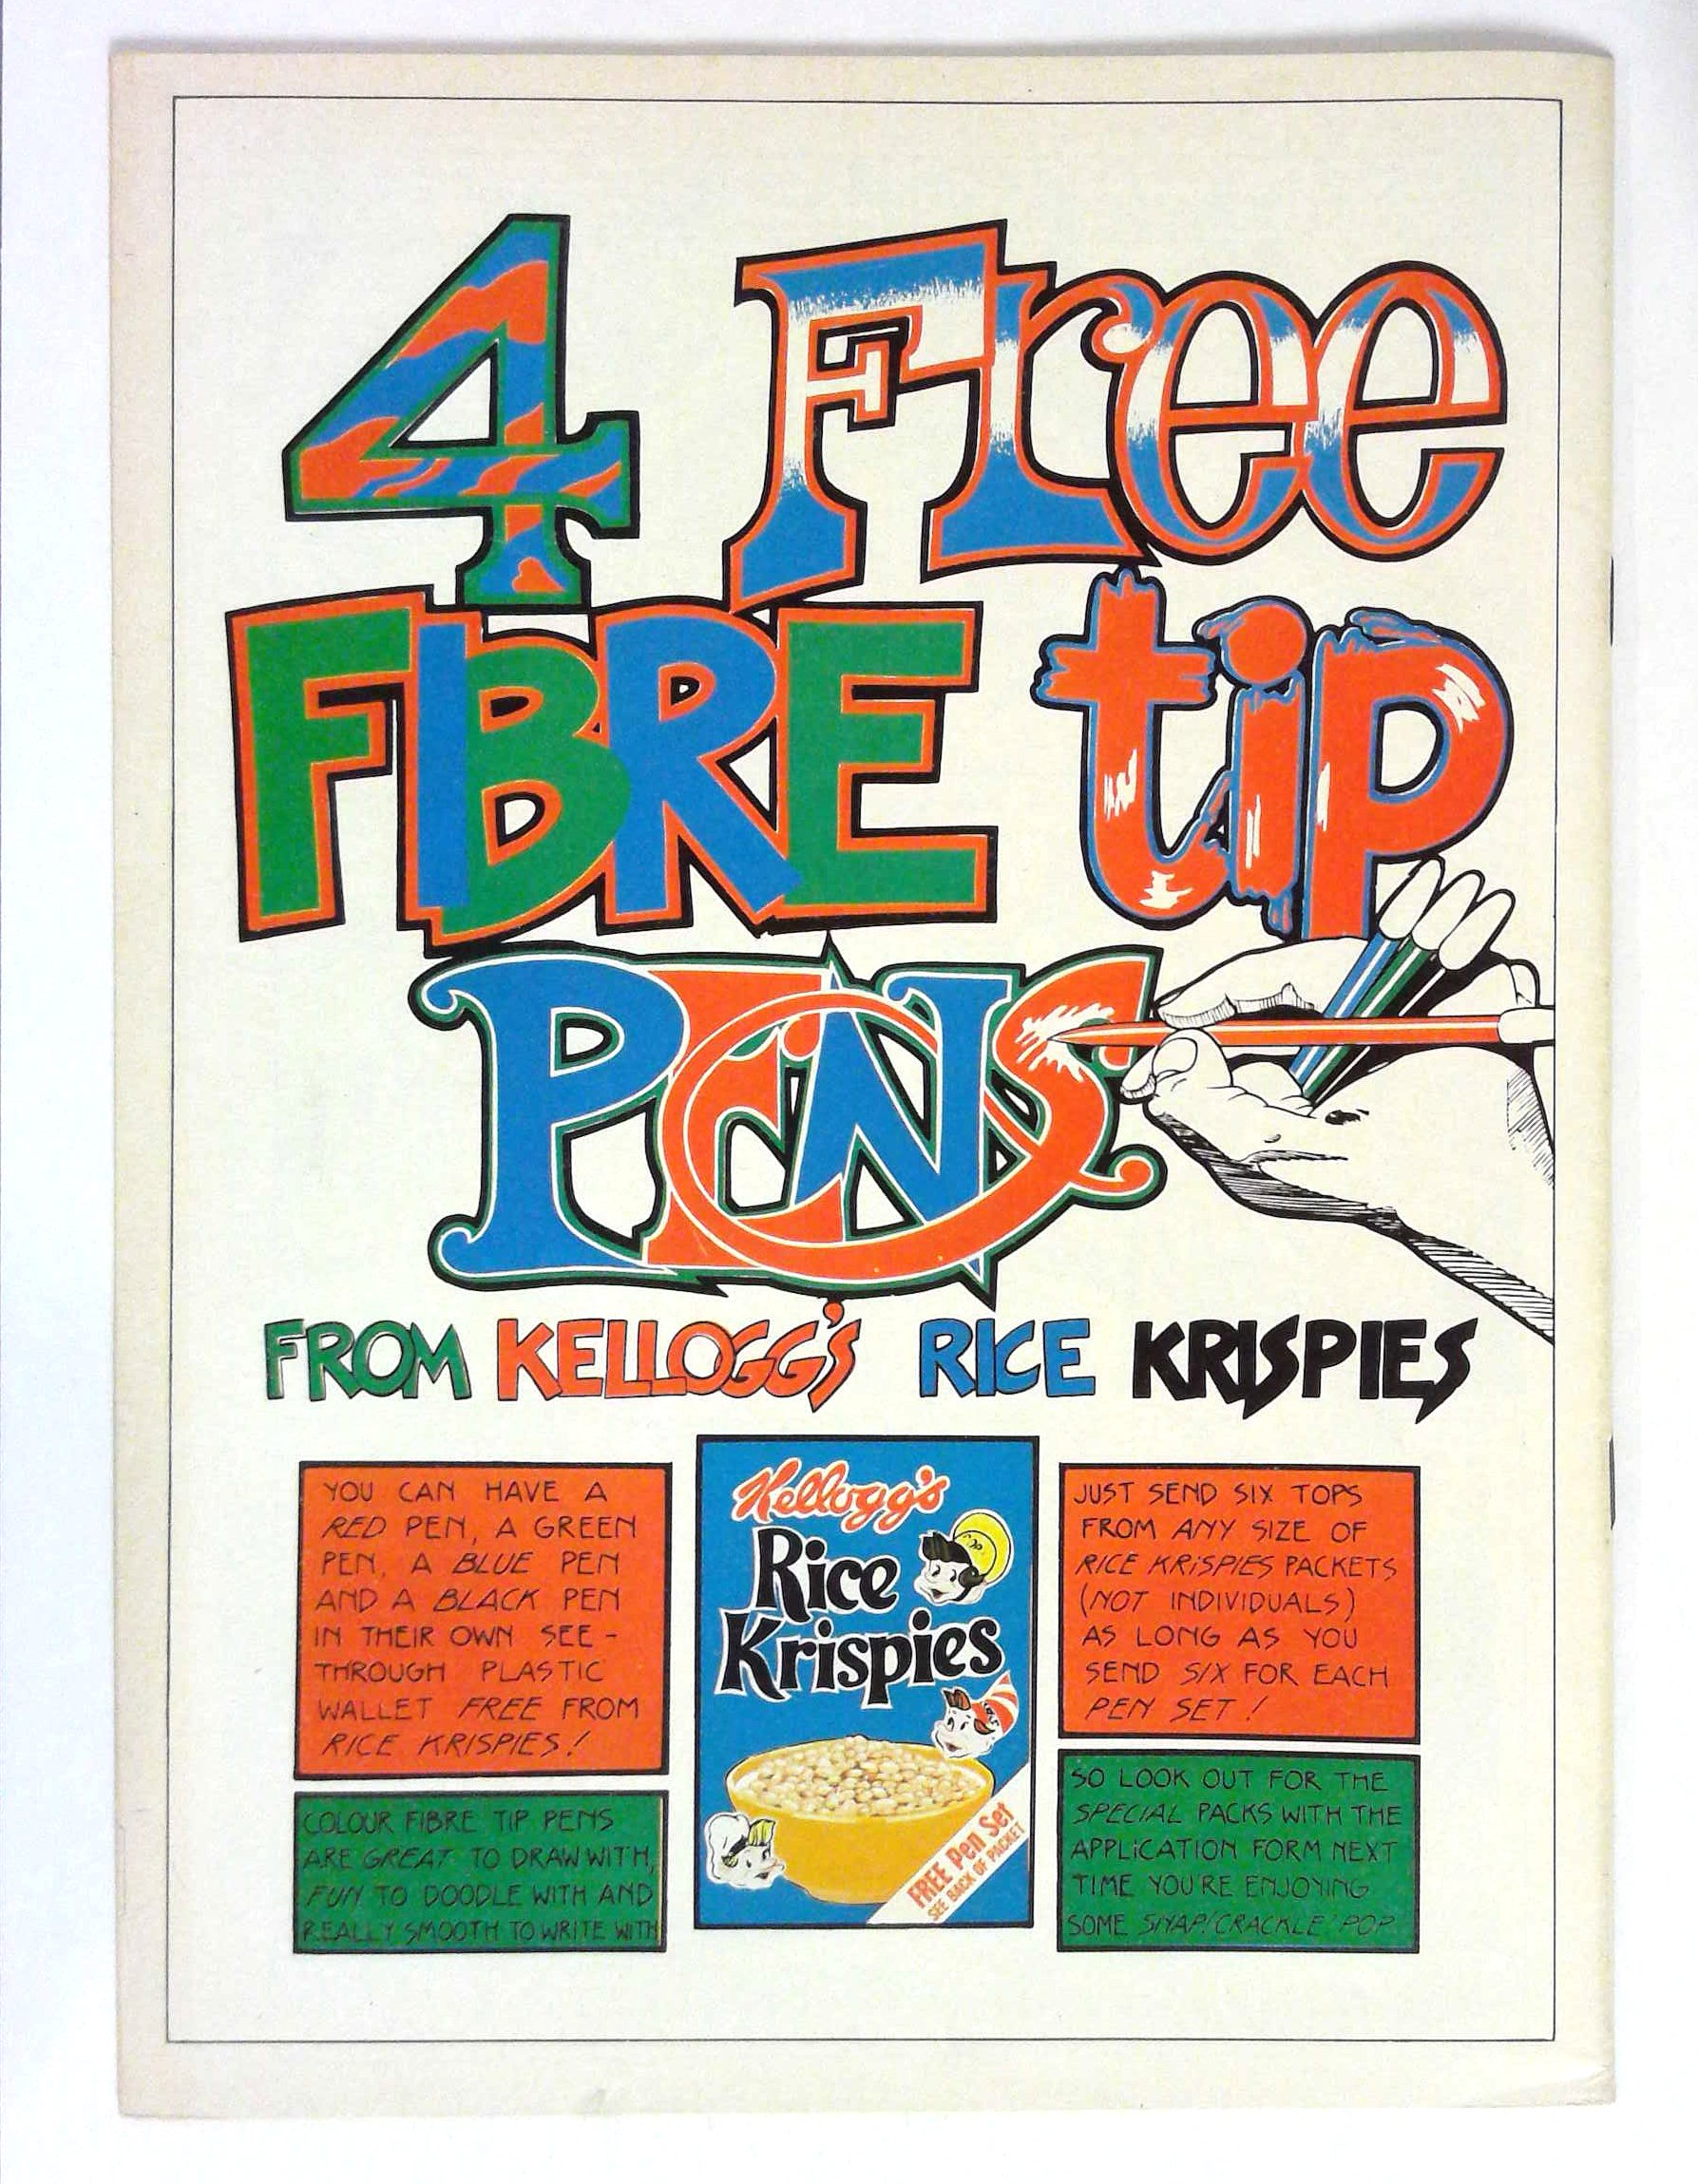 4 Free
FIBRE tip
PENS
FROM KELLOGG'S RICE KRISPIES
YOU CAN HAVE A
RED PEN, A GREEN
PEN, A BLUE PEN
AND A BLACK PEN
IN THEIR OWN SEE-
THROUGH PLASTIC
WALLET FREE FROM
RICE KRISPIES!
COLOUR FIBRE TIP PENS
ARE GREAT TO DRAW WITH,
FUN TO DOODLE WITH AND
REALLY SMOOTH TO WRITE WITH
Kellogg's
Rice
Krispies
FREE Pen Set
SEE BACK OF PACKET
JUST SEND SIX TOPS
FROM ANY SIZE OF
RICE KRISPIES PACKETS
(NOT INDIVIDUALS)
AS LONG AS YOU
SEND SIX FOR EACH
PEN SET!
SO LOOK OUT FOR THE
SPECIAL PACKS WITH THE
APPLICATION FORM NEXT
TIME YOU'RE ENJOYING
SOME SNAP! CRACKLE! POP